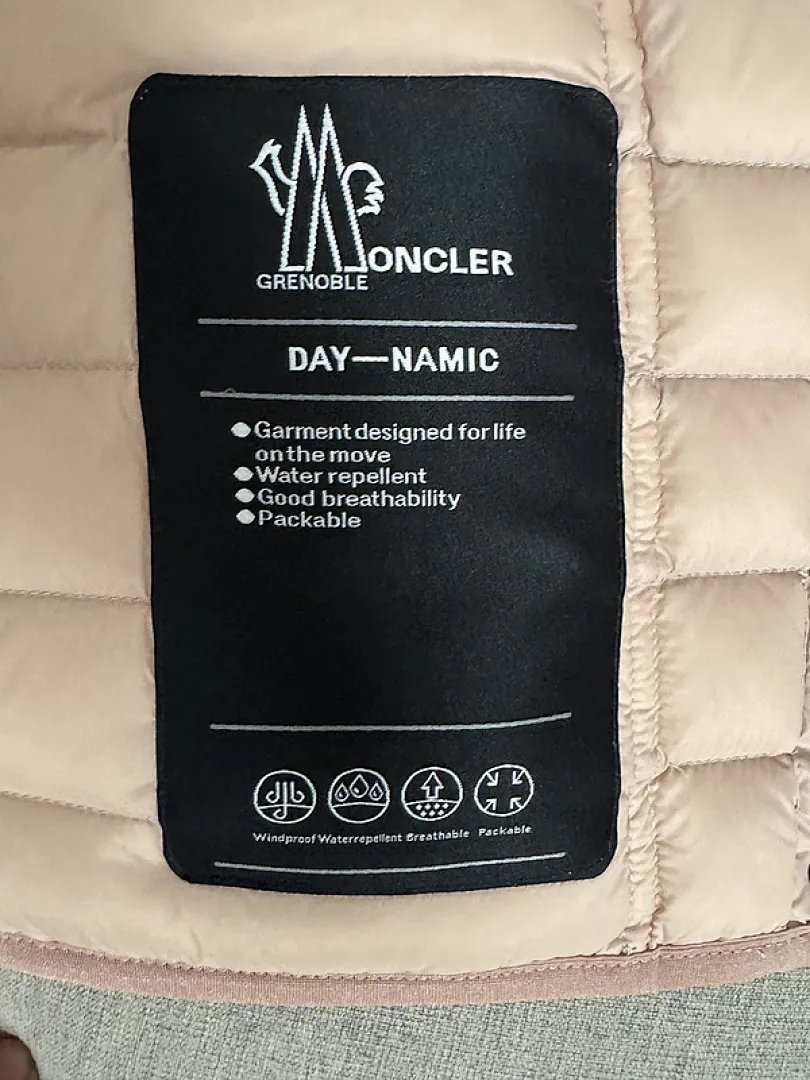 MONCLER
GRENOBLE
DAY—NAMIC
●Garment designed for life
on the move
●Water repellent
●Good breathability
●Packable
Windproof Waterrepellent Breathable Packable